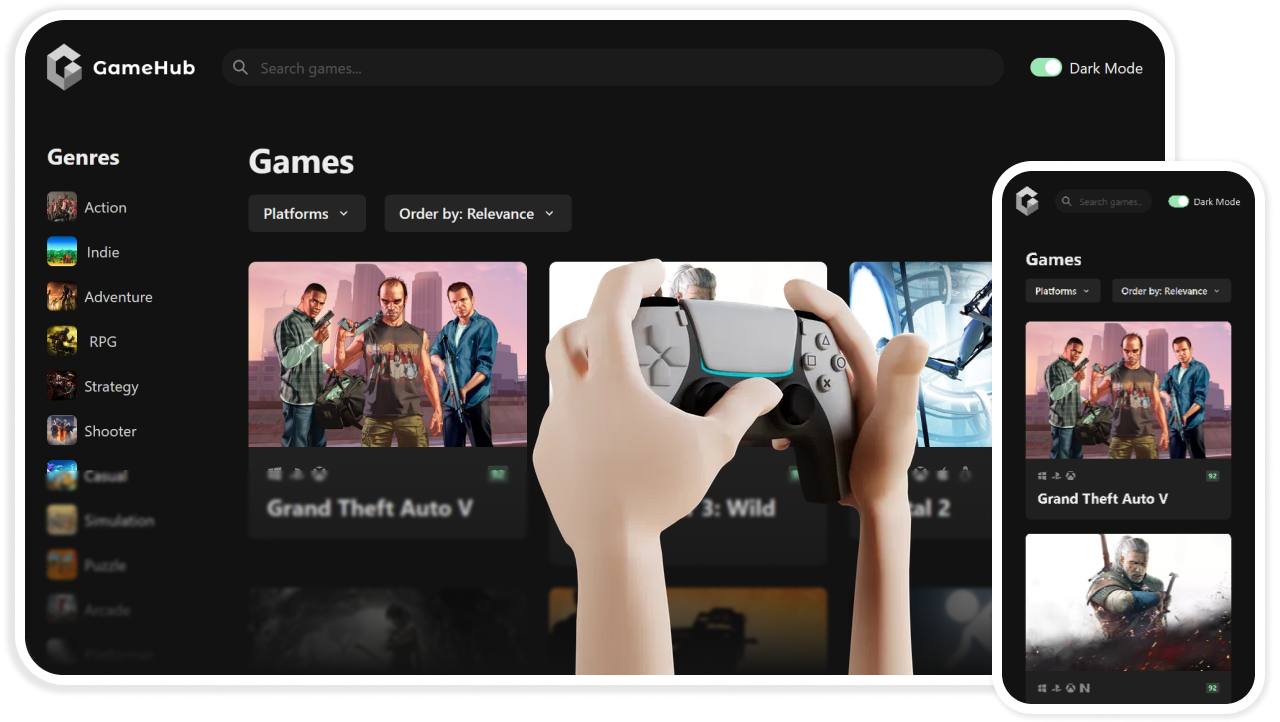 GameHub
Search games...
Dark Mode
Genres
Action
Indie
Adventure
RPG
Strategy
Shooter
Casual
Simulation
Puzzle
Arcade
Platformer
Games
Platforms
Order by: Relevance
92
Grand Theft Auto V
3: Wild
2
Search games..
Dark Mode
Games
Platforms
Order by: Relevance
92
Grand Theft Auto V
92